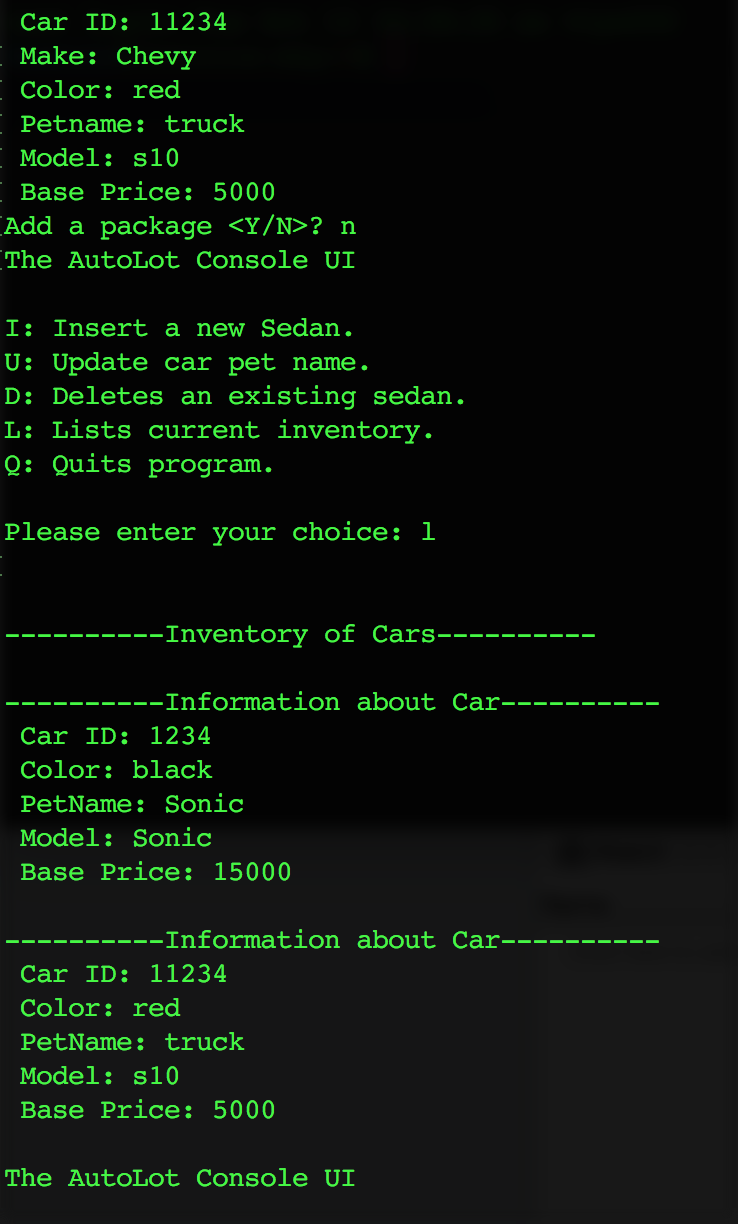 Car ID: 11234
Make: Chevy
Color: red
Petname: truck
Model: s10
Base Price: 5000
Add a package <Y/N>? n
The AutoLot Console UI
I: Insert a new Sedan.
U: Update car pet name.
D: Deletes an existing sedan.
L: Lists current inventory.
Q: Quits program.
Please enter your choice: l
----------Inventory of Cars----------
----------Information about Car----------
Car ID: 1234
Color: black
PetName: Sonic
Model: Sonic
Base Price: 15000
----------Information about Car----------
Car ID: 11234
Color: red
PetName: truck
Model: s10
Base Price: 5000
The AutoLot Console UI